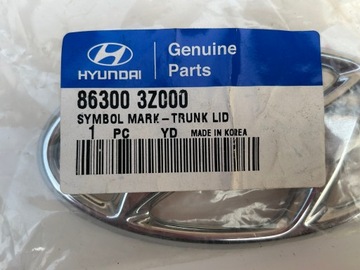 HYUNDAI
Genuine
Parts
86300 3Z000
SYMBOL MARK-TRUNK LID
1 PC YD MADE IN KOREA